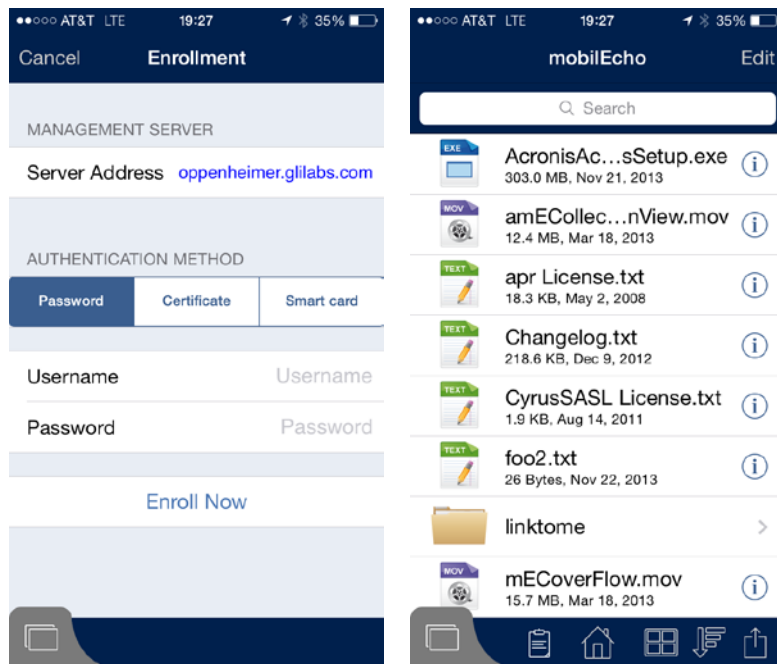 AT&T LTE 19:27 35%
Cancel Enrollment
MANAGEMENT SERVER
Server Address oppenheimer.glilabs.com
AUTHENTICATION METHOD
Password Certificate Smart card
Username Username
Password Password
Enroll Now
AT&T LTE 19:27 35%
mobilEcho Edit
Search
EXE
AcronisAc...sSetup.exe
303.0 MB, Nov 21, 2013
MOV
amECollec...nView.mov
12.4 MB, Mar 18, 2013
TEXT
apr License.txt
18.3 KB, May 2, 2008
TEXT
Changelog.txt
218.6 KB, Dec 9, 2012
TEXT
CyrusSASL License.txt
1.9 KB, Aug 14, 2011
TEXT
foo2.txt
26 Bytes, Nov 22, 2013
linktome
MOV
mECoverFlow.mov
15.7 MB, Mar 18, 2013